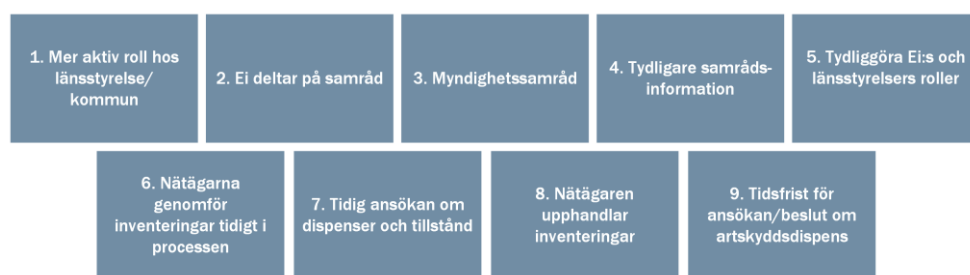 1. Mer aktiv roll hos
länsstyrelse/
kommun
2. Ei deltar på samråd
3. Myndighetssamråd
4. Tydligare samråds-
information
5. Tydliggöra Ei:s och
länsstyrelsers roller
6. Nätägarna
genomför
inventeringar tidigt i
processen
7. Tidig ansökan om
dispenser och tillstånd
8. Nätägaren
upphandlar
inventeringar
9. Tidsfrist för
ansökan/beslut om
artskyddsdispens